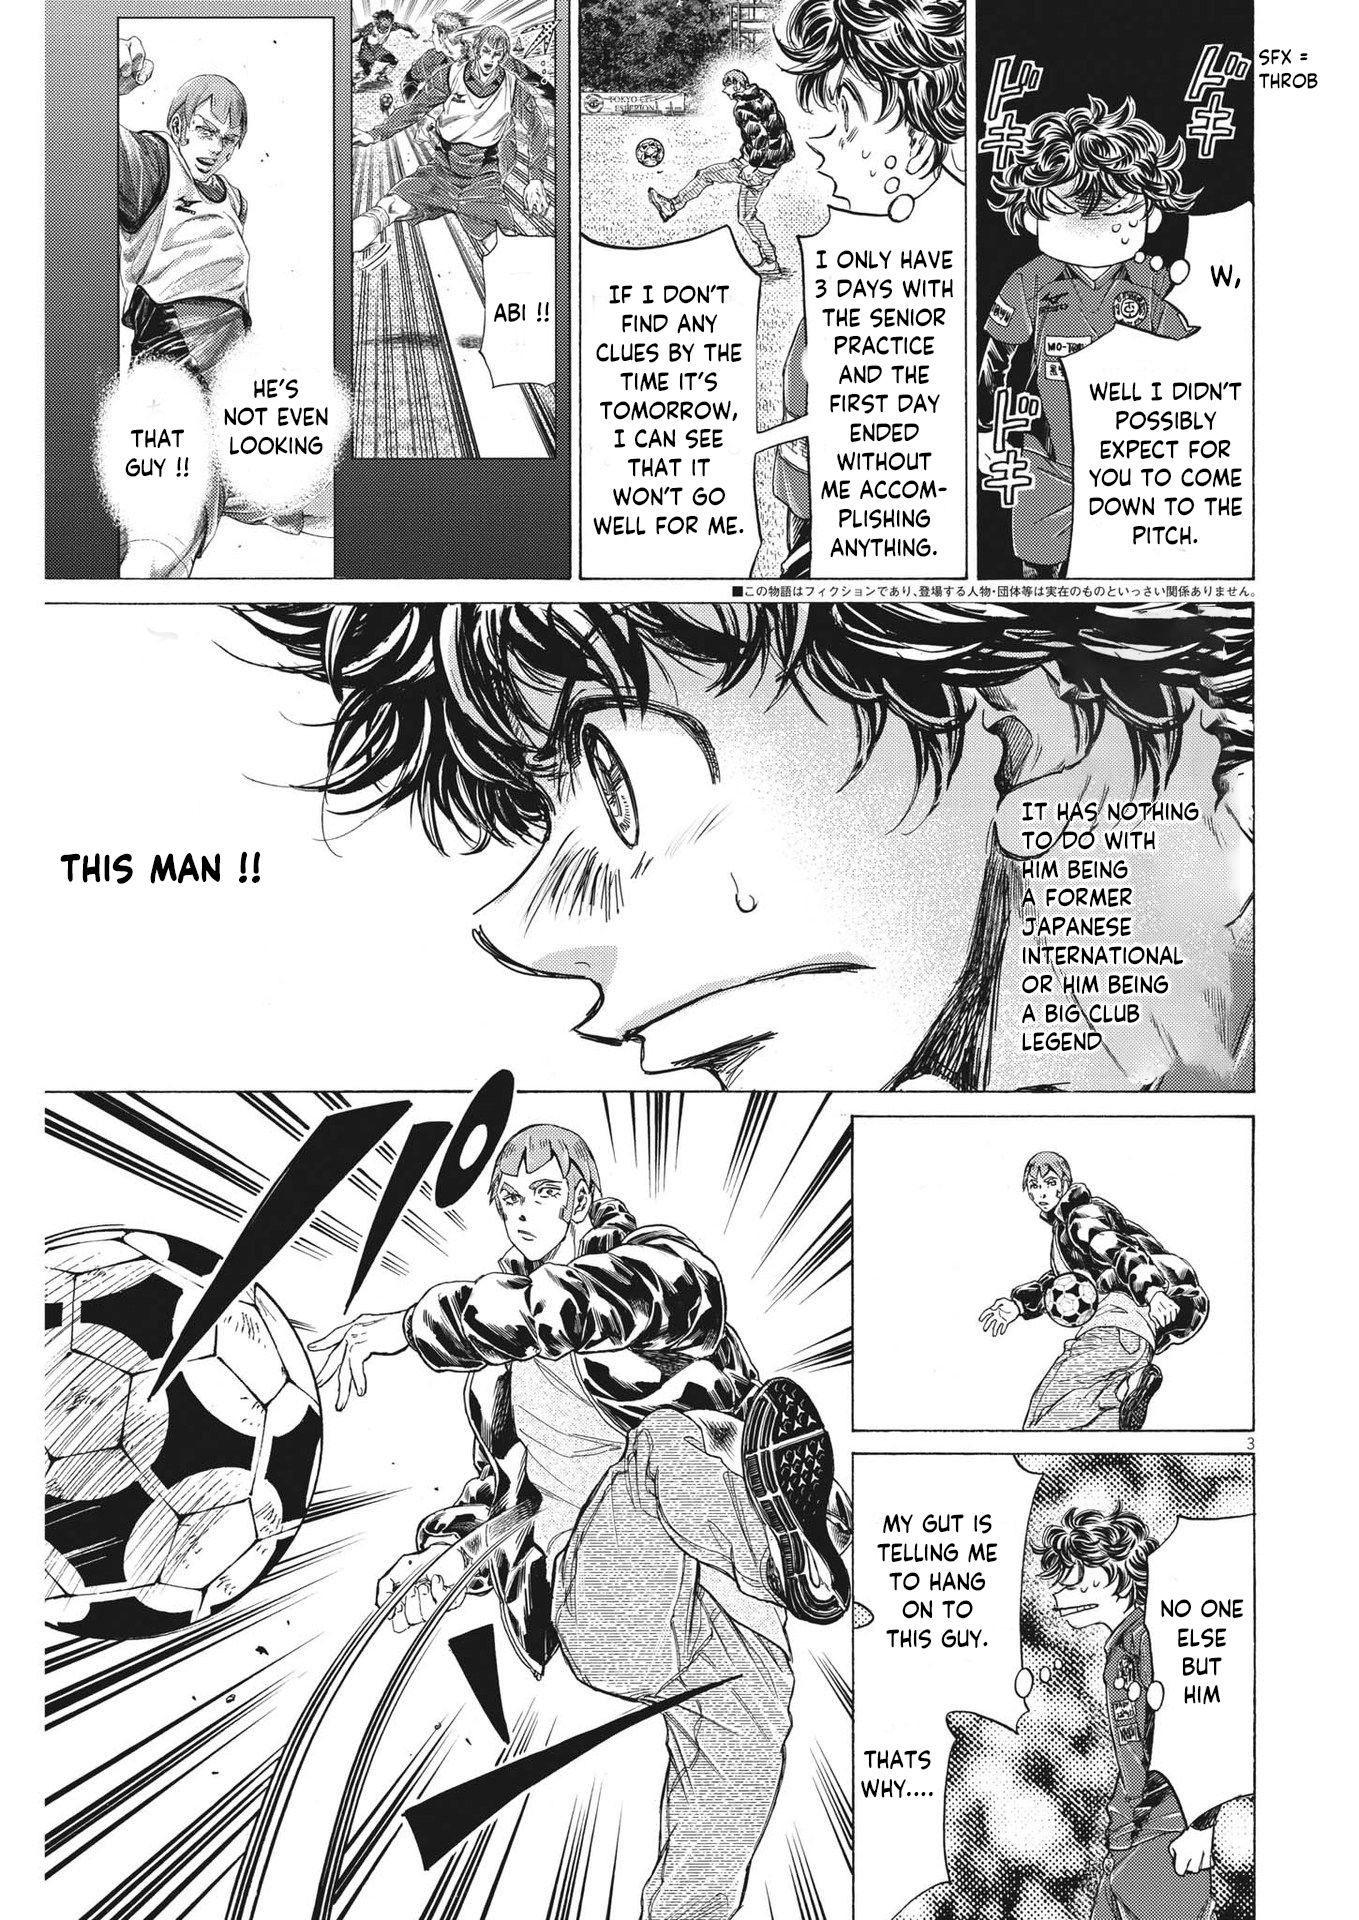 SFX =
THROB
ドキ
ドキ
ドキ
W,
WELL I DIDN'T
POSSIBLY
EXPECT FOR
YOU TO COME
DOWN TO THE
PITCH.
I ONLY HAVE
3 DAYS WITH
THE SENIOR
PRACTICE
AND THE
FIRST DAY
ENDED
WITHOUT
ME ACCOM-
PLISHING
ANYTHING.
IF I DON'T
FIND ANY
CLUES BY THE
TIME IT'S
TOMORROW,
I CAN SEE
THAT IT
WON'T GO
WELL FOR ME.
ABI !!
HE'S
NOT EVEN
LOOKING
THAT
GUY !!
■この物語はフィクションであり、登場する人物・団体等は実在のものといっさい関係ありません。
IT HAS NOTHING
TO DO WITH
HIM BEING
A FORMER
JAPANESE
INTERNATIONAL
OR HIM BEING
A BIG CLUB
LEGEND
THIS MAN !!
3
NO ONE
ELSE
BUT
HIM
MY GUT IS
TELLING ME
TO HANG
ON TO
THIS GUY.
THATS
WHY....